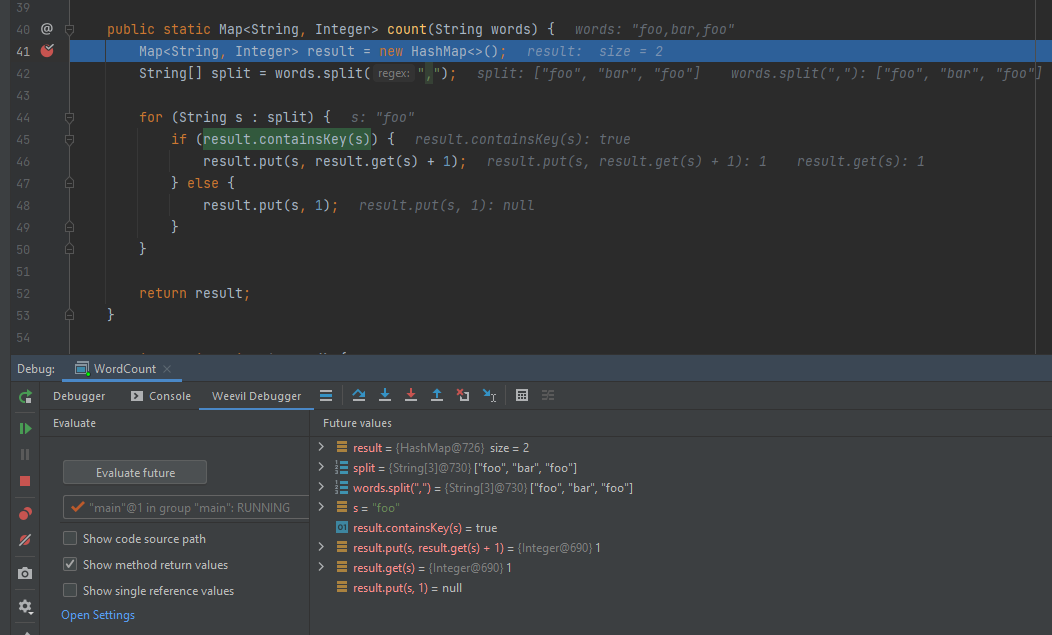 39
40 @ public static Map<String, Integer> count(String words) { words: "foo,bar,foo"
41 Map<String, Integer> result = new HashMap<>(); result: size = 2
42 String[] split = words.split( regex: ","); split: ["foo", "bar", "foo"] words.split(","): ["foo", "bar", "foo"]
43
44 for (String s : split) { s: "foo"
45 if (result.containsKey(s)) { result.containsKey(s): true
46 result.put(s, result.get(s) + 1); result.put(s, result.get(s) + 1): 1 result.get(s): 1
47 } else {
48 result.put(s, 1); result.put(s, 1): null
49 }
50 }
51
52 return result;
53 }
54
Debug: WordCount
Debugger Console Weevil Debugger
Evaluate Future values
Evaluate future
"main"@1 in group "main": RUNNING
Show code source path
Show method return values
Show single reference values
Open Settings
result = {HashMap@726} size = 2
split = {String[3]@730} ["foo", "bar", "foo"]
words.split(",") = {String[3]@730} ["foo", "bar", "foo"]
s = "foo"
01 result.containsKey(s) = true
result.put(s, result.get(s) + 1) = {Integer@690} 1
result.get(s) = {Integer@690} 1
result.put(s, 1) = null